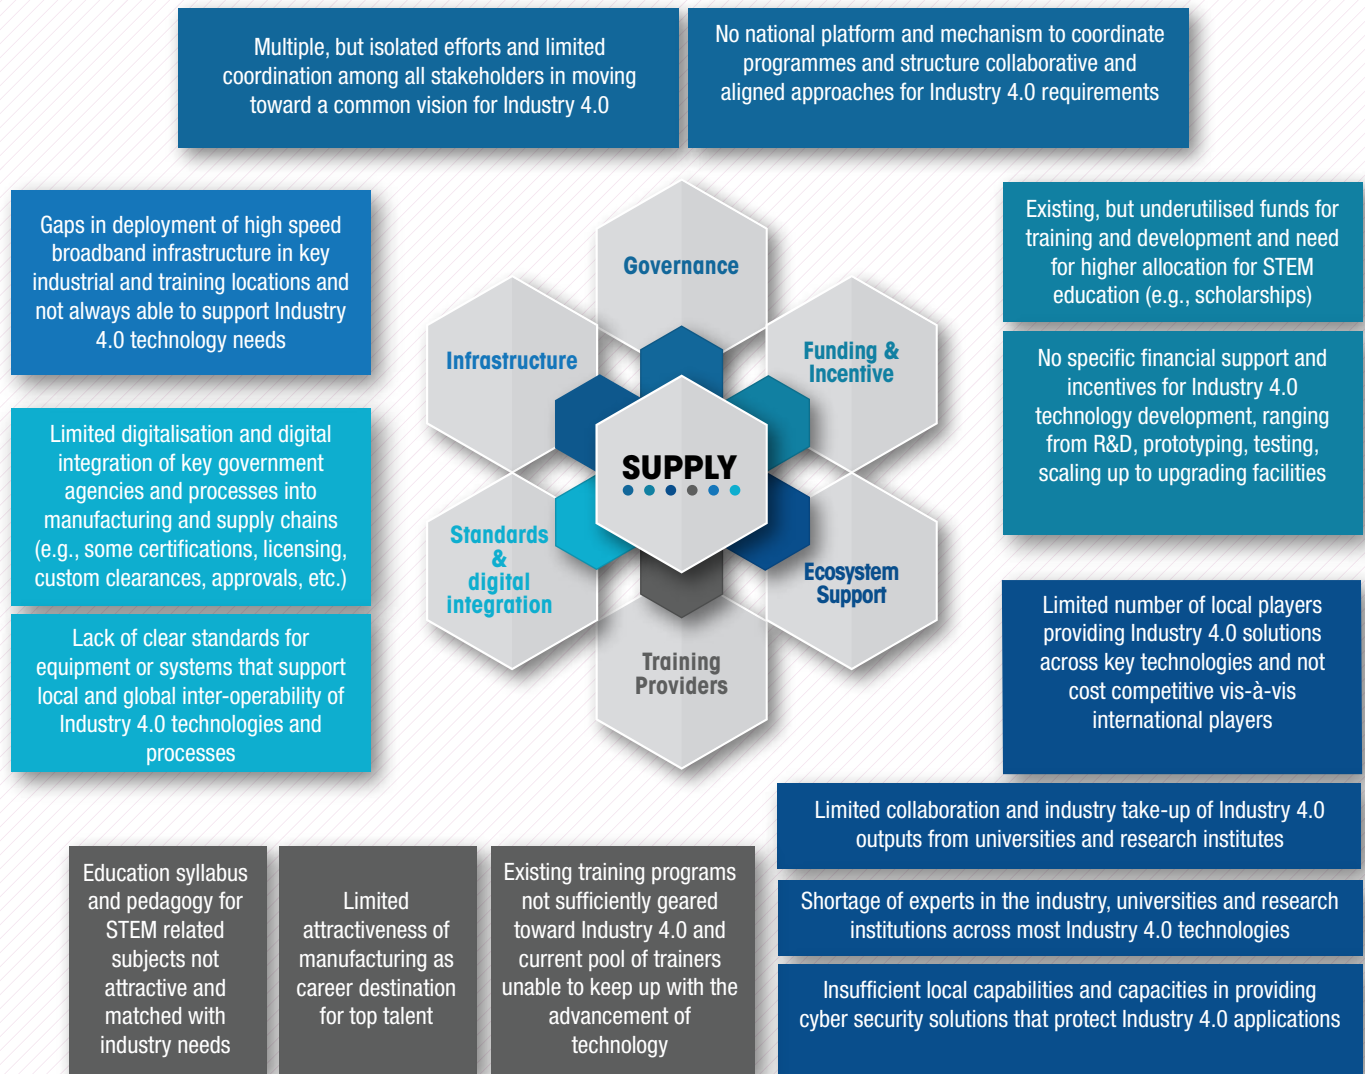 Multiple, but isolated efforts and limited
coordination among all stakeholders in moving
toward a common vision for Industry 4.0
No national platform and mechanism to coordinate
programmes and structure collaborative and
aligned approaches for Industry 4.0 requirements
Gaps in deployment of high speed
broadband infrastructure in key
industrial and training locations and
not always able to support Industry
4.0 technology needs
Limited digitalisation and digital
integration of key government
agencies and processes into
manufacturing and supply chains
(e.g., some certifications, licensing,
custom clearances, approvals, etc.)
Lack of clear standards for
equipment or systems that support
local and global inter-operability of
Industry 4.0 technologies and
processes
Governance
Infrastructure
Funding &
Incentive
SUPPLY
Standards
&
digital
integration
Ecosystem
Support
Training
Providers
Existing, but underutilised funds for
training and development and need
for higher allocation for STEM
education (e.g., scholarships)
No specific financial support and
incentives for Industry 4.0
technology development, ranging
from R&D, prototyping, testing,
scaling up to upgrading facilities
Limited number of local players
providing Industry 4.0 solutions
across key technologies and not
cost competitive vis-à-vis
international players
Limited collaboration and industry take-up of Industry 4.0
outputs from universities and research institutes
Shortage of experts in the industry, universities and research
institutions across most Industry 4.0 technologies
Insufficient local capabilities and capacities in providing
cyber security solutions that protect Industry 4.0 applications
Education syllabus
and pedagogy for
STEM related
subjects not
attractive and
matched with
industry needs
Limited
attractiveness of
manufacturing as
career destination
for top talent
Existing training programs
not sufficiently geared
toward Industry 4.0 and
current pool of trainers
unable to keep up with the
advancement of
technology